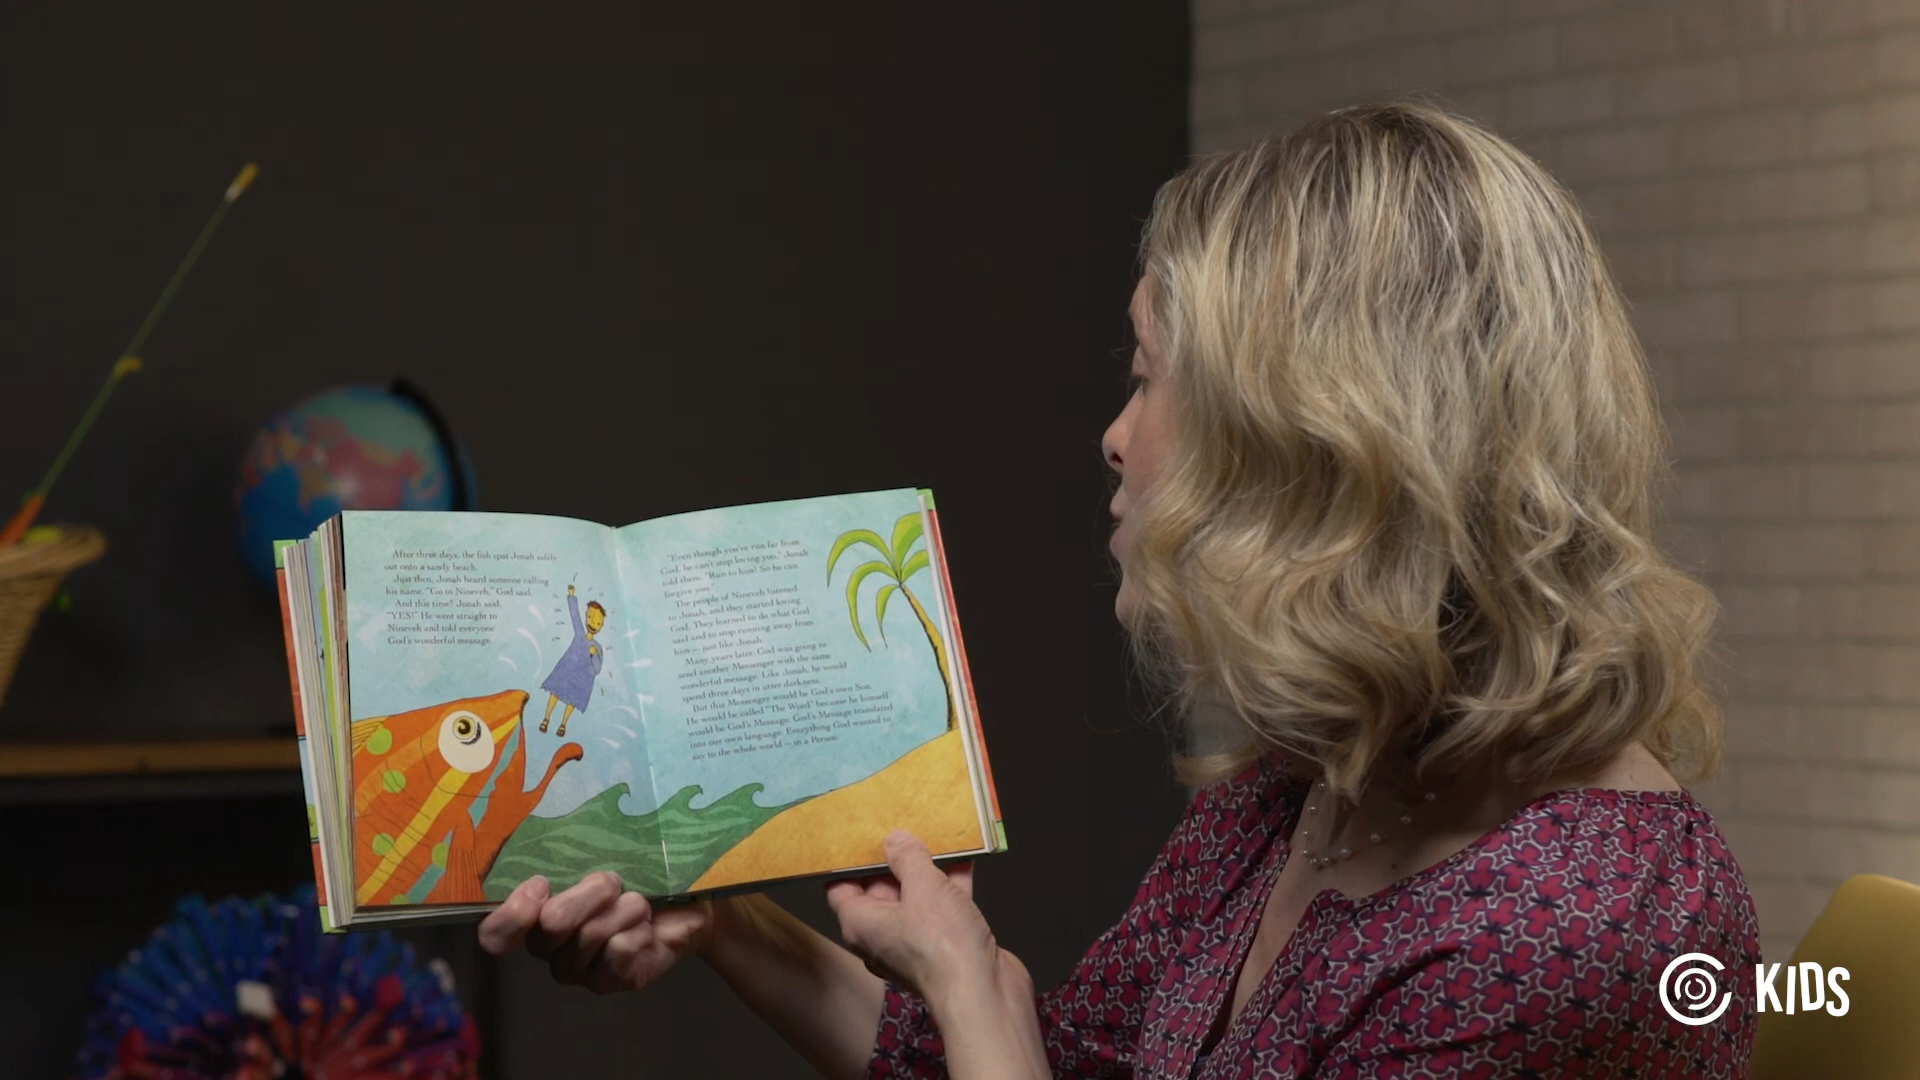 After three days, the fish spat Jonah safely
out onto a sandy beach.
Just then, Jonah heard someone calling
his name. "Go to Nineveh," God said.
And this time? Jonah said,
"YES!" He went straight to
Nineveh and told everyone
God's wonderful message.
"Even though you've run far from
God, he can't stop loving you," Jonah
told them. "Run to him! So he can
forgive you."
The people of Nineveh listened
to Jonah, and they started loving
God. They learned to do what God
said and to stop running away from
him — just like Jonah.
Many years later, God was going to
send another Messenger with the same
wonderful message. Like Jonah, he would
spend three days in utter darkness.
But this Messenger would be God's own Son.
He would be called "The Word" because he himself
would be God's Message. God's Message translated
into our own language. Everything God wanted to
say to the whole world — in a Person.
KIDS